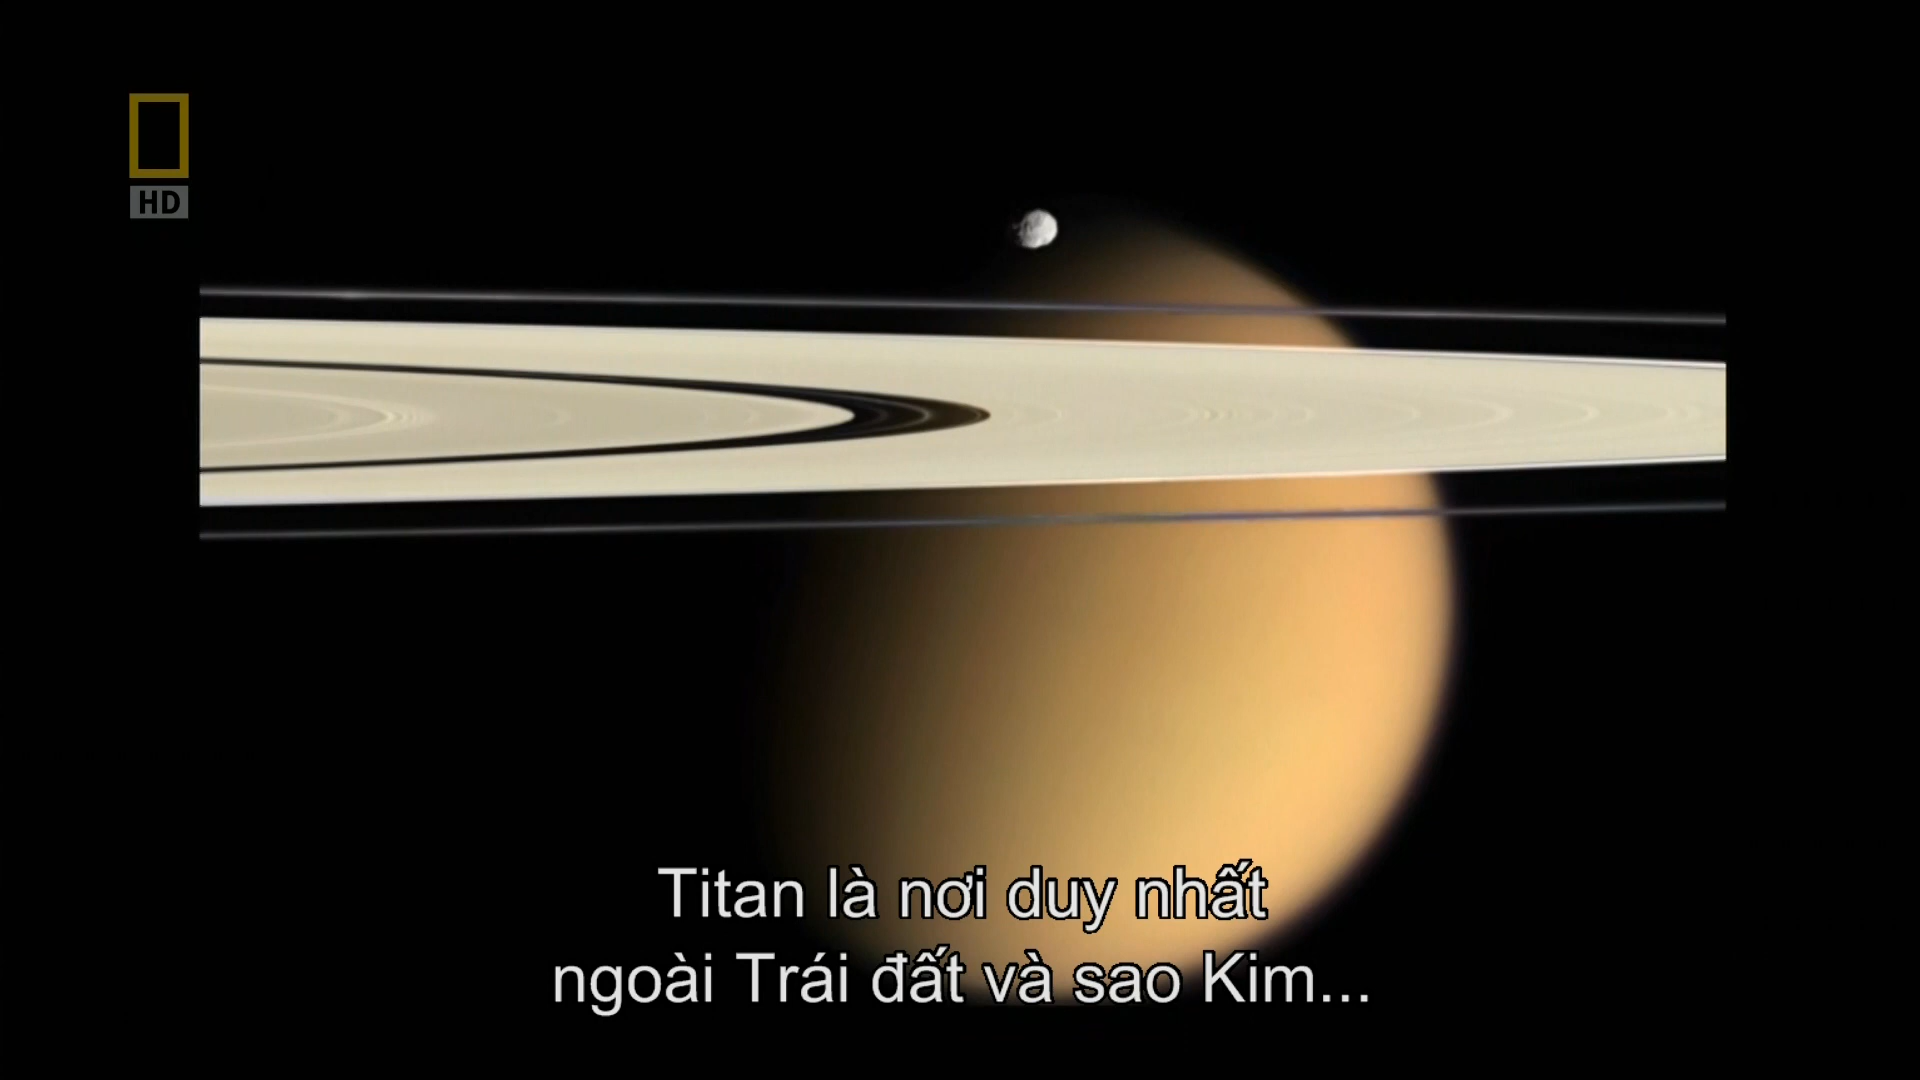 HD
Titan là nơi duy nhất
ngoài Trái đất và sao Kim...